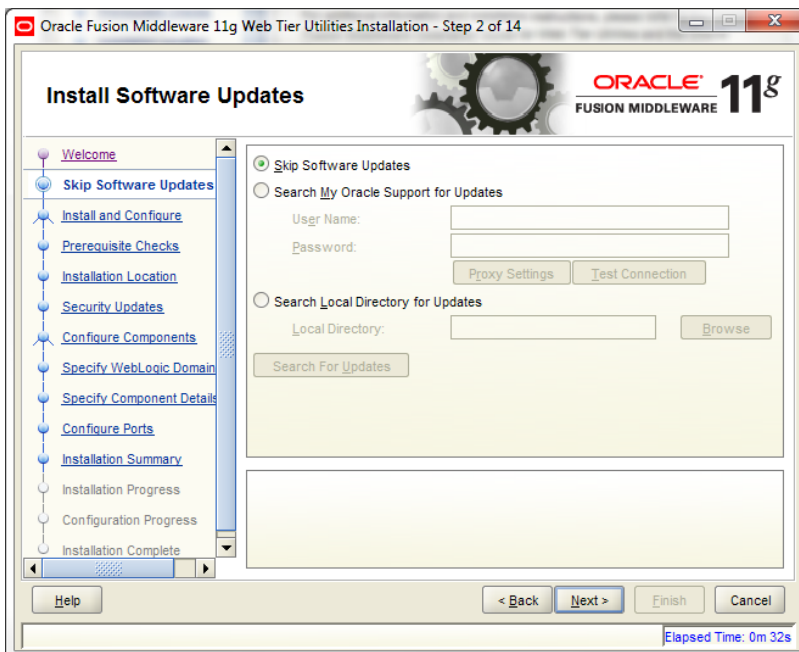 Oracle Fusion Middleware 11g Web Tier Utilities Installation - Step 2 of 14
Install Software Updates
ORACLE
FUSION MIDDLEWARE 11g
Welcome
Skip Software Updates
Install and Configure
Prerequisite Checks
Installation Location
Security Updates
Configure Components
Specify WebLogic Domain
Specify Component Details
Configure Ports
Installation Summary
Installation Progress
Configuration Progress
Installation Complete
Skip Software Updates
Search My Oracle Support for Updates
User Name:
Password:
Proxy Settings Test Connection
Search Local Directory for Updates
Local Directory: Browse
Search For Updates
Help < Back Next > Finish Cancel
Elapsed Time: 0m 32s